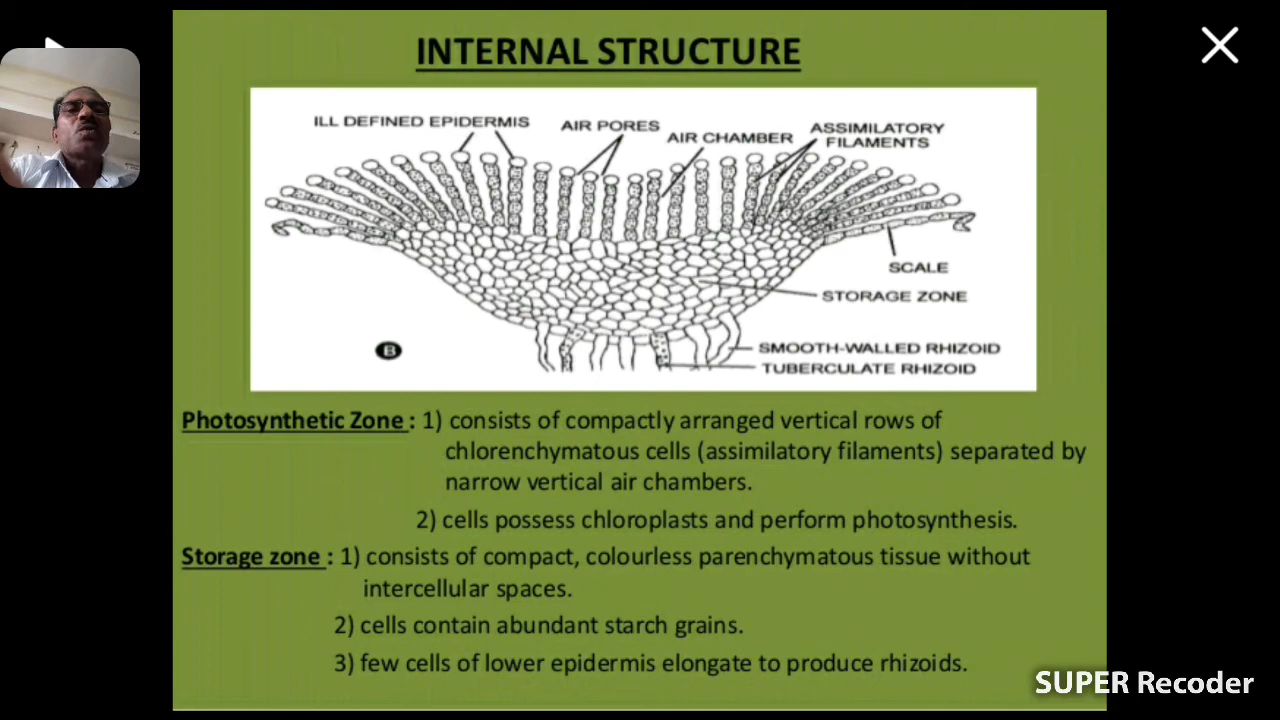 INTERNAL STRUCTURE
ILL DEFINED EPIDERMIS
AIR PORES
AIR CHAMBER
ASSIMILATORY
FILAMENTS
SCALE
STORAGE ZONE
B
SMOOTH-WALLED RHIZOID
TUBERCULATE RHIZOID
Photosynthetic Zone : 1) consists of compactly arranged vertical rows of
chlorenchymatous cells (assimilatory filaments) separated by
narrow vertical air chambers.
2) cells possess chloroplasts and perform photosynthesis.
Storage zone : 1) consists of compact, colourless parenchymatous tissue without
intercellular spaces.
2) cells contain abundant starch grains.
3) few cells of lower epidermis elongate to produce rhizoids.
SUPER Recoder